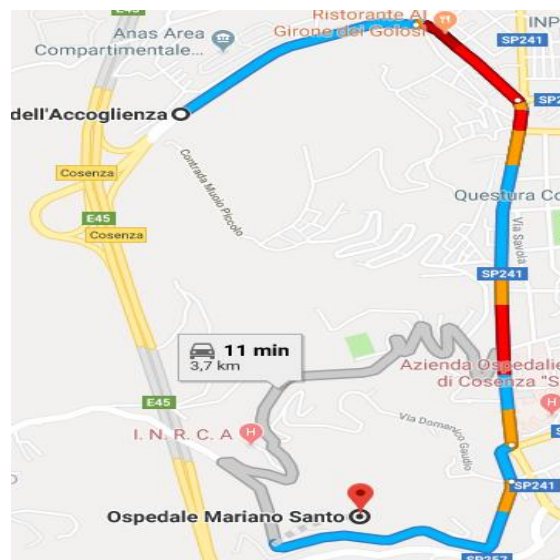 Ristorante Al
Girone dei Golosi
INP
SP241
Anas Area
Compartimentale...
SP2
dell'Accoglienza
Cosenza
Contrada Muoio Piccolo
Questura Co
E45
Cosenza
Via Savoia
SP241
11 min
3,7 km
Azienda Ospedalie
di Cosenza "S
E45
I.N.R.C.A
H
H
Via Domenico Gaudio
SP241
Ospedale Mariano Santo
SP257